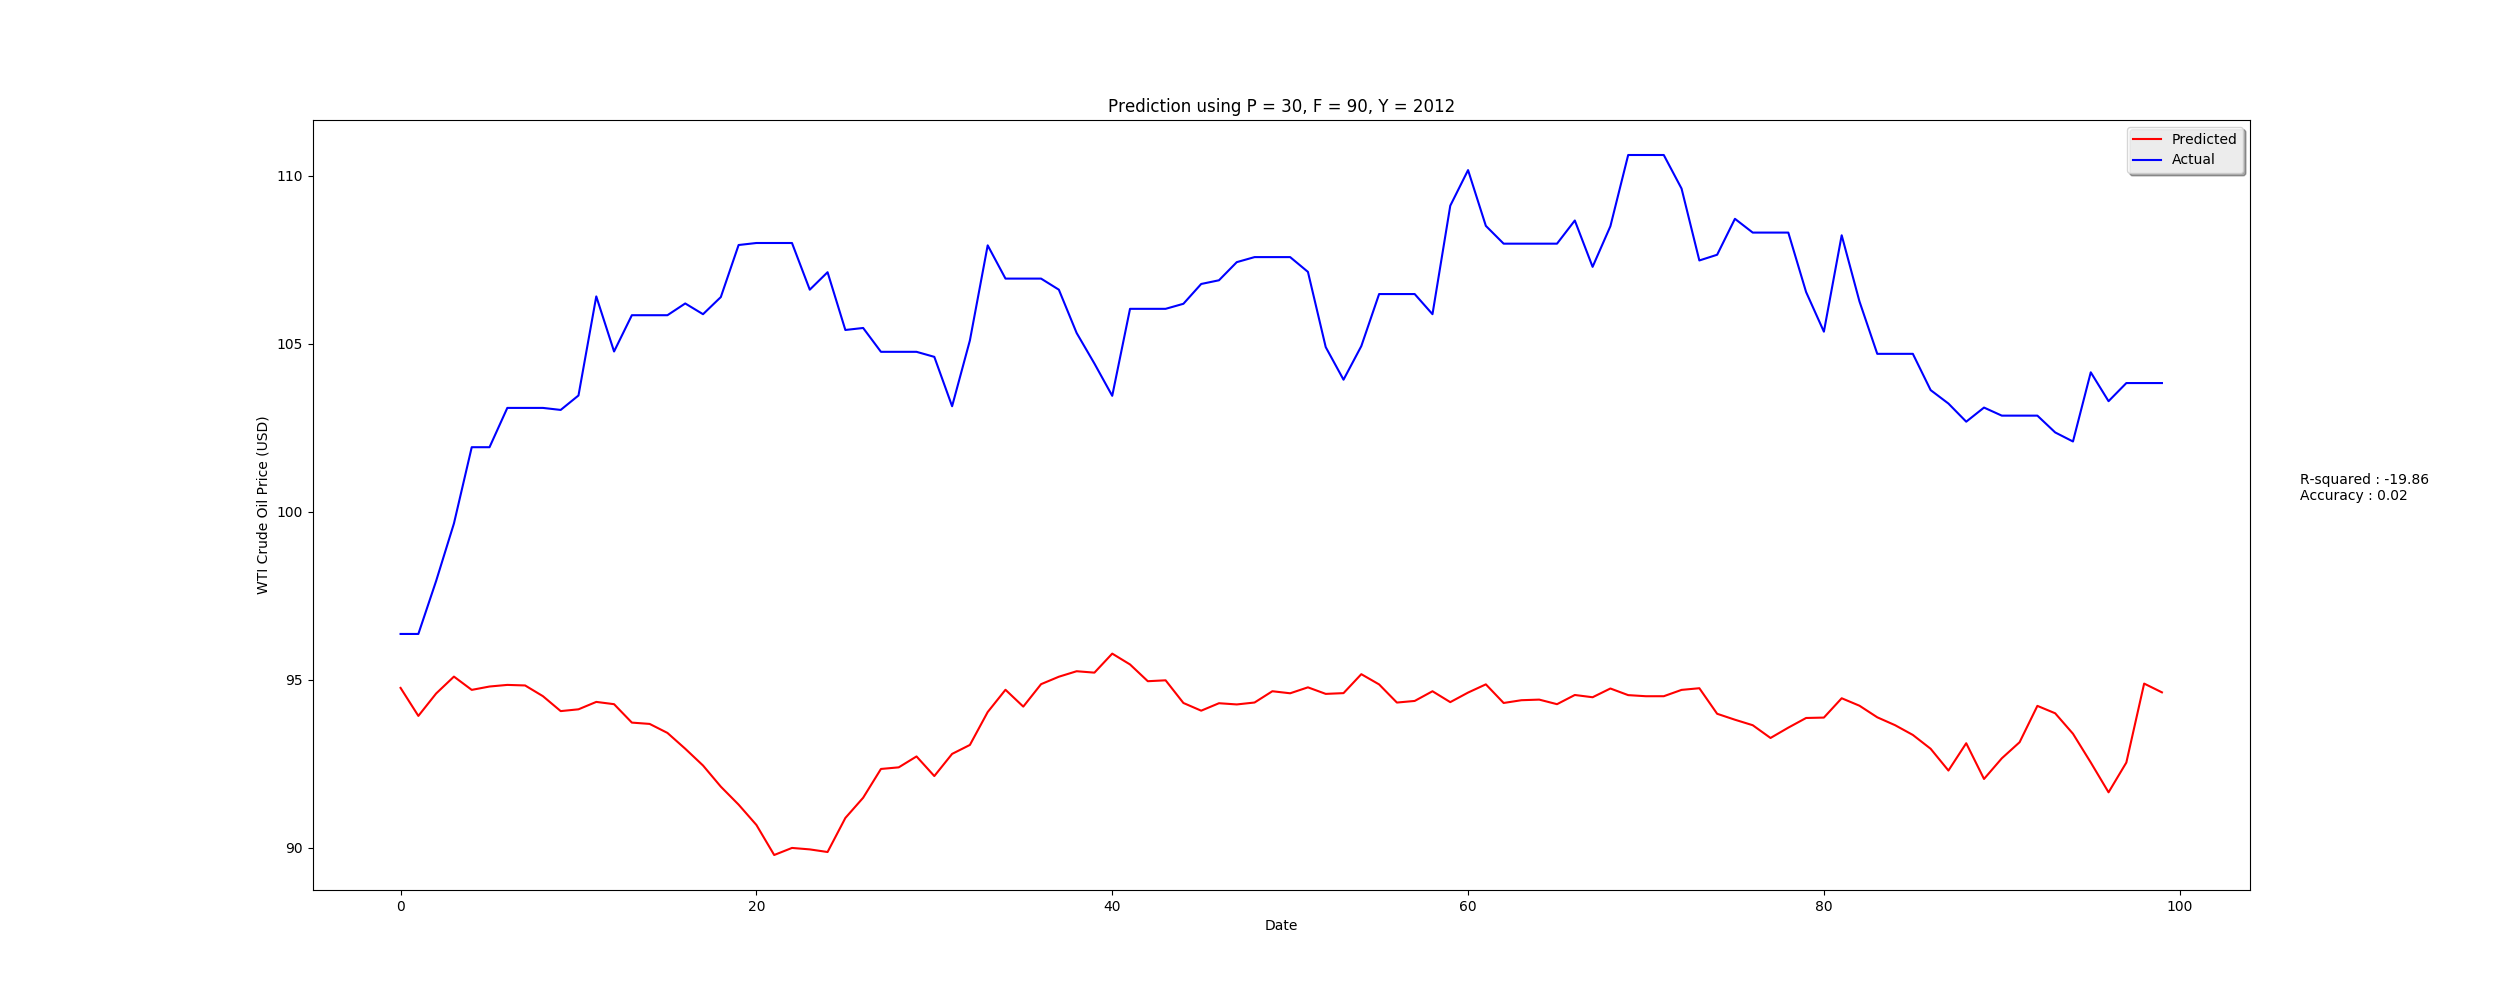 Prediction using P = 30, F = 90, Y = 2012
Predicted
Actual
110
105
100
95
90
WTI Crude Oil Price (USD)
R-squared : -19.86
Accuracy : 0.02
0 20 40 60 80 100
Date